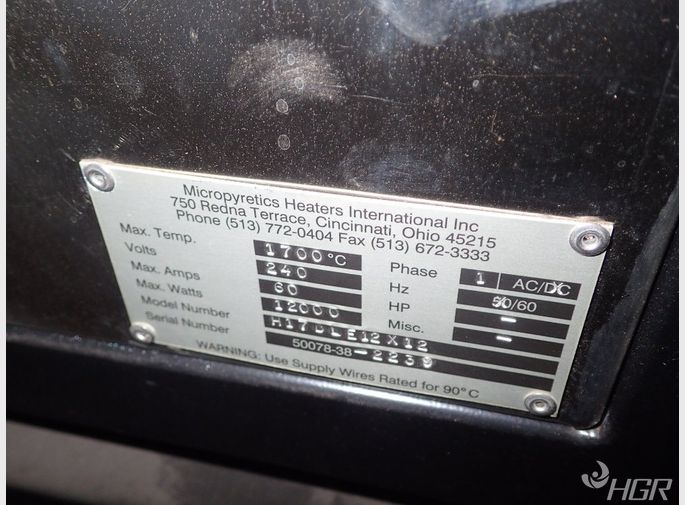 Micropyretics Heaters International Inc
750 Redna Terrace, Cincinnati, Ohio 45215
Phone (513) 772-0404 Fax (513) 672-3333
Max. Temp. 1700°C Phase 1 AC/DC
Volts 240 Hz 50/60
Max. Amps 60 HP -
Max. Watts 12000 Misc. -
Model Number H17DLE12X12
Serial Number 50078-38-2239
WARNING: Use Supply Wires Rated for 90°C
HGR